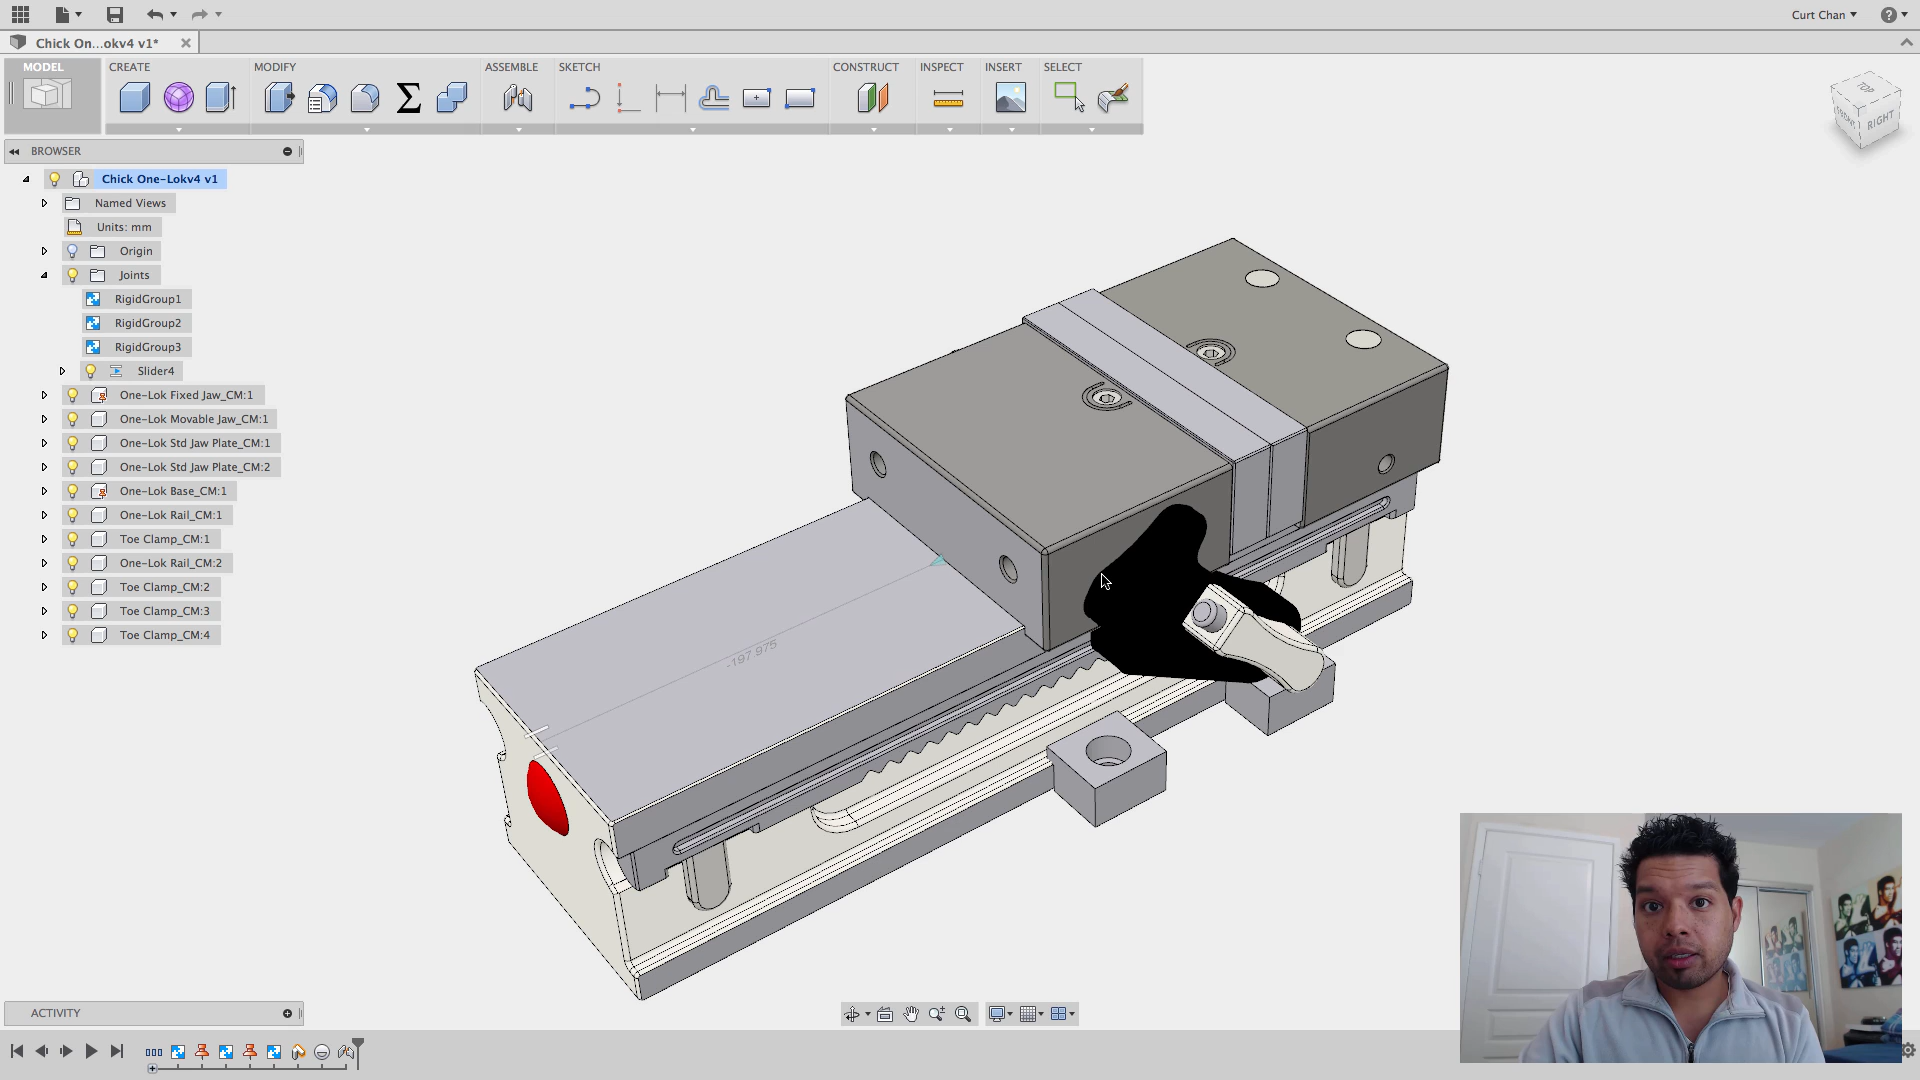 Curt Chan
Chick On...okv4 v1*
MODEL
CREATE
MODIFY
ASSEMBLE
SKETCH
CONSTRUCT
INSPECT
INSERT
SELECT
TOP
FRONT
RIGHT
BROWSER
Chick One-Lokv4 v1
Named Views
Units: mm
Origin
Joints
RigidGroup1
RigidGroup2
RigidGroup3
Slider4
One-Lok Fixed Jaw_CM:1
One-Lok Movable Jaw_CM:1
One-Lok Std Jaw Plate_CM:1
One-Lok Std Jaw Plate_CM:2
One-Lok Base_CM:1
One-Lok Rail_CM:1
Toe Clamp_CM:1
One-Lok Rail_CM:2
Toe Clamp_CM:2
Toe Clamp_CM:3
Toe Clamp_CM:4
-197.975
ACTIVITY